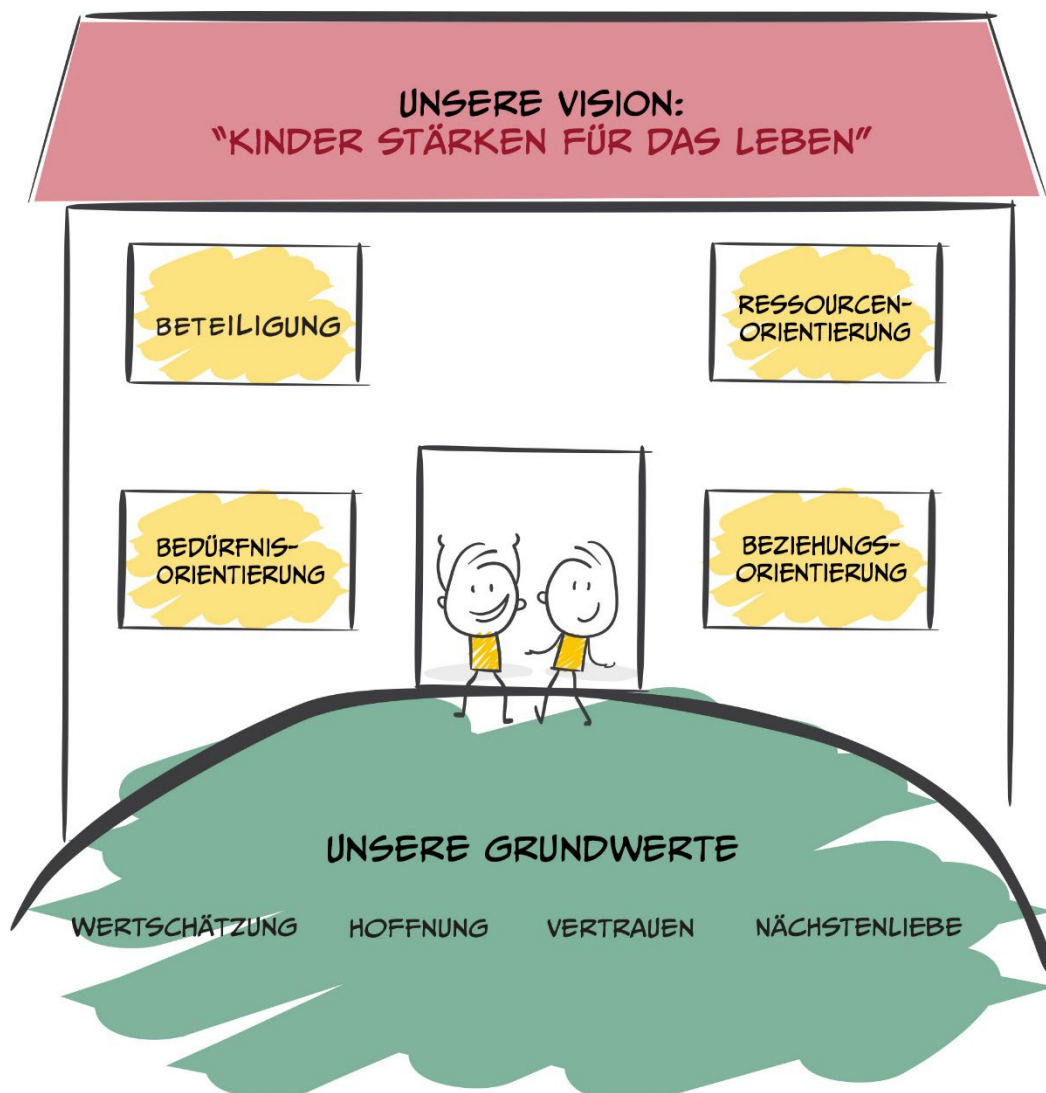 UNSERE VISION:
"KINDER STÄRKEN FÜR DAS LEBEN"
BETEILIGUNG
RESSOURCEN-
ORIENTIERUNG
BEDÜRFNIS-
ORIENTIERUNG
BEZIEHUNGS-
ORIENTIERUNG
UNSERE GRUNDWERTE
WERTSCHÄTZUNG HOFFNUNG VERTRAUEN NÄCHSTENLIEBE